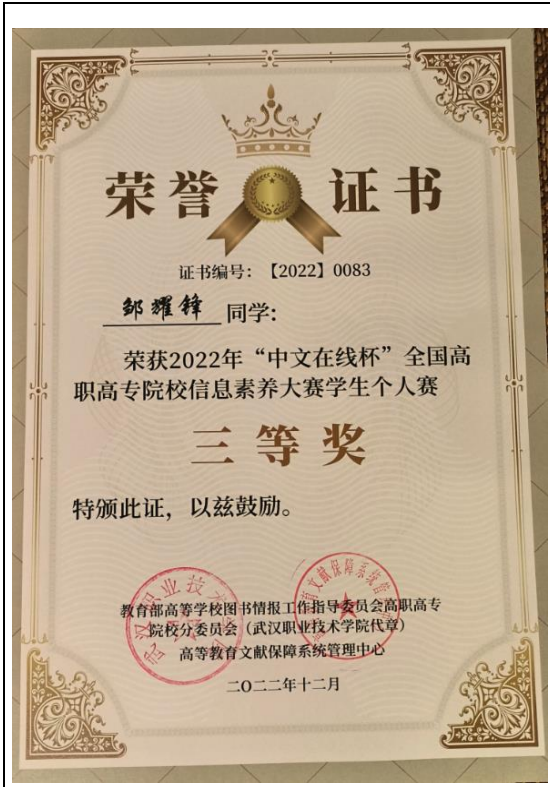 荣誉证书
证书编号：【2022】0083
邹耀锋 同学：
荣获2022年“中文在线杯”全国高
职高专院校信息素养大赛学生个人赛
三等奖
特颁此证，以兹鼓励。
教育部高等学校图书情报工作指导委员会高职高专
院校分委员会（武汉职业技术学院代章）
高等教育文献保障系统管理中心
二〇二二年十二月